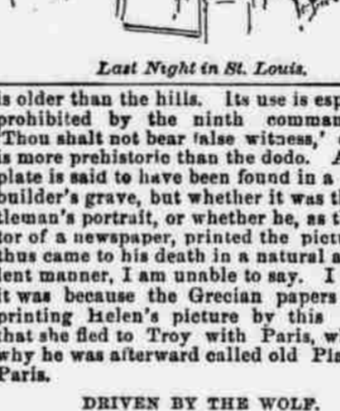 Last Night in St. Louis.
is older than the hills. Its use is esp
prohibited by the ninth comman
'Thou shalt not bear false witness,'
is more prehistoric than the dodo. A
plate is said to have been found in a
builder's grave, but whether it was th
tleman's portrait, or whether he, as t
tor of a newspaper, printed the pictu
thus came to his death in a natural a
lent manner, I am unable to say. I
it was because the Grecian papers
printing Helen's picture by this
that she fled to Troy with Paris, w
why he was afterward called old Pla
Paris.
DRIVEN BY THE WOLF.